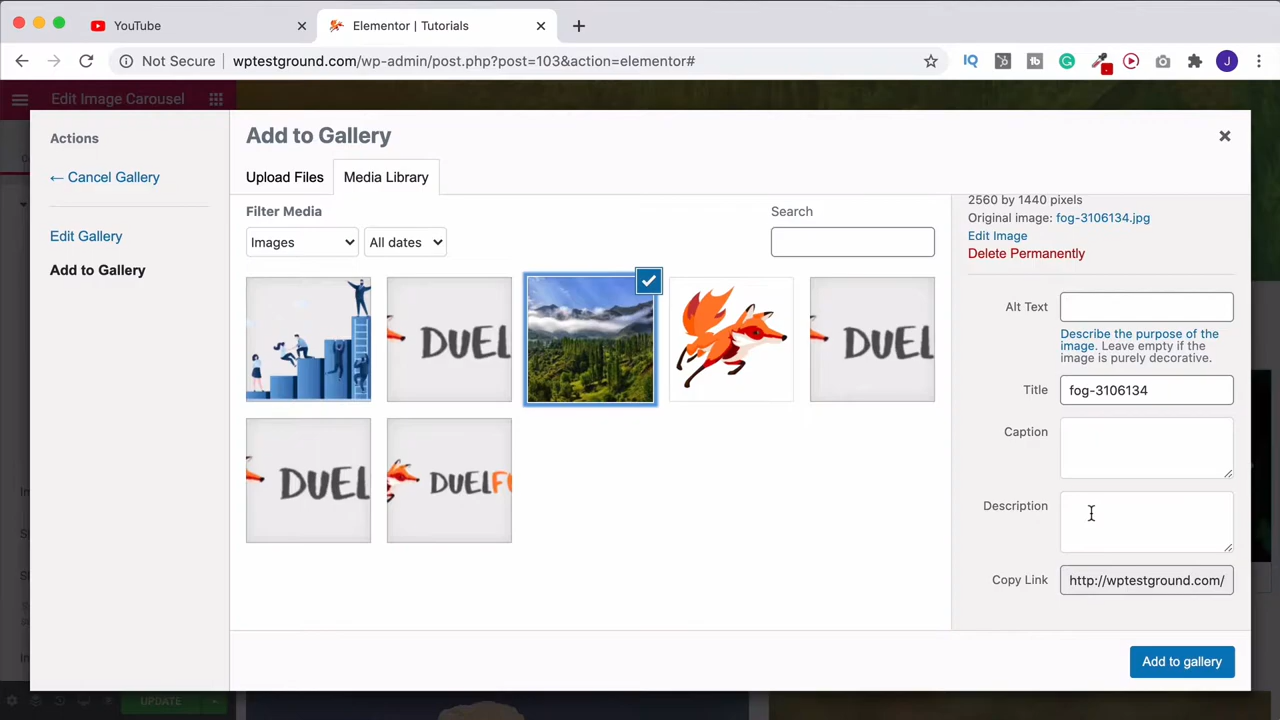 YouTube
Elementor | Tutorials
Not Secure
wptestground.com/wp-admin/post.php?post=103&action=elementor#
IQ
tb
J
Edit Image Carousel
Actions
← Cancel Gallery
Edit Gallery
Add to Gallery
Add to Gallery
Upload Files
Media Library
Filter Media
Images
All dates
Search
DUEL
DUEL
DUEL
DUELF
2560 by 1440 pixels
Original image: fog-3106134.jpg
Edit Image
Delete Permanently
Alt Text
Describe the purpose of the
image. Leave empty if the
image is purely decorative.
Title
fog-3106134
Caption
Description
Copy Link
http://wptestground.com/
Add to gallery
UPDATE